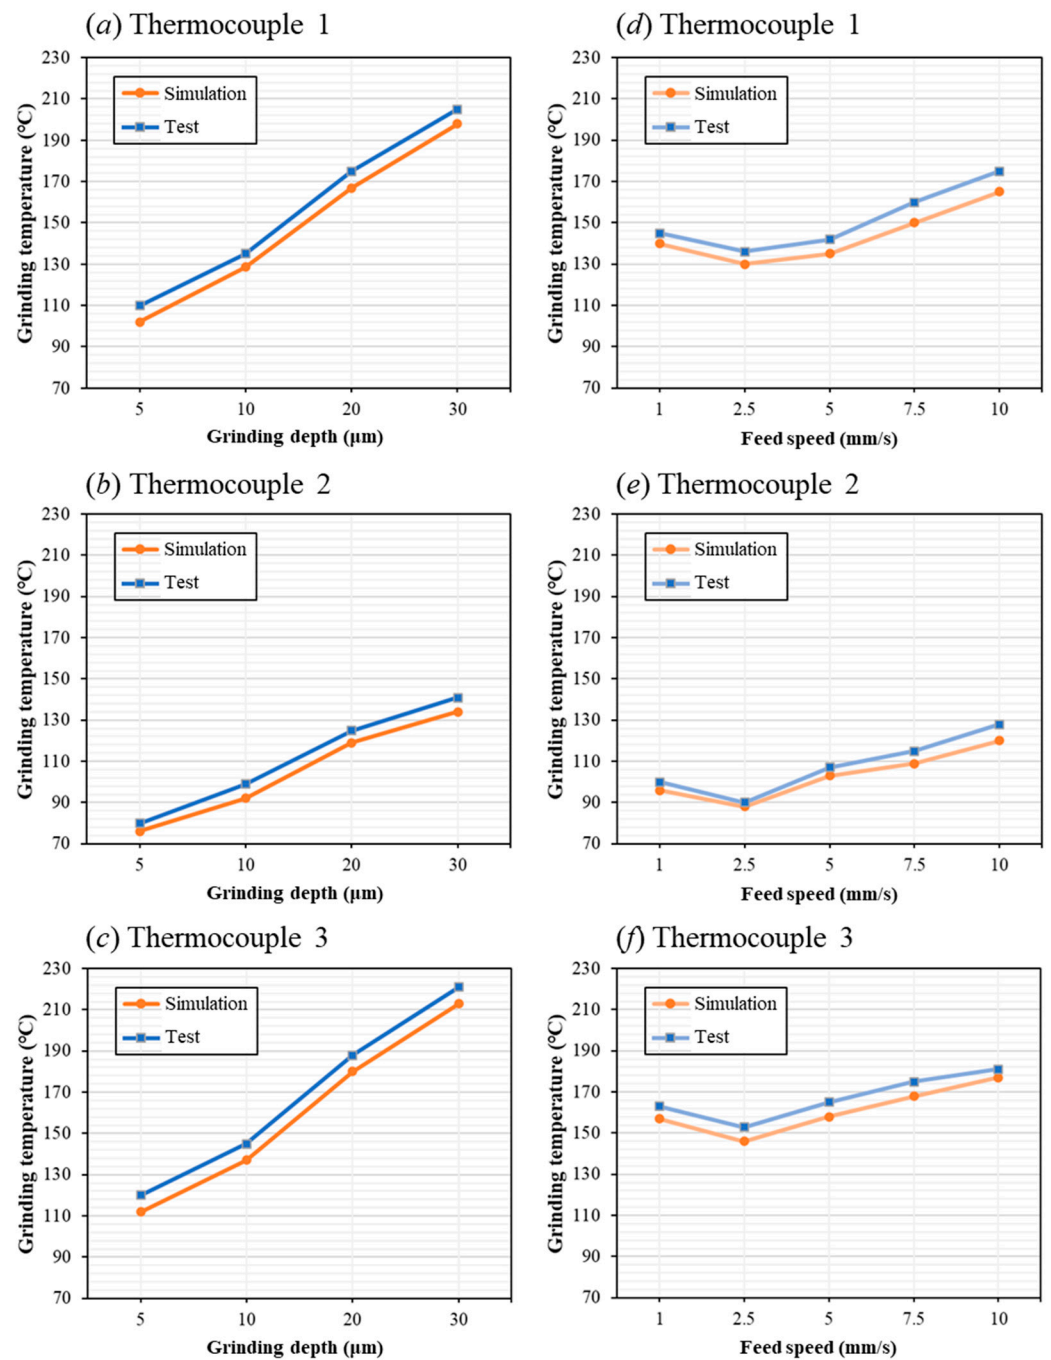 (a) Thermocouple 1
230
210
190
170
150
130
110
90
70
Grinding temperature (℃)
Simulation
Test
5 10 20 30
Grinding depth (μm)
(d) Thermocouple 1
230
210
190
170
150
130
110
90
70
Grinding temperature (℃)
Simulation
Test
1 2.5 5 7.5 10
Feed speed (mm/s)
(b) Thermocouple 2
230
210
190
170
150
130
110
90
70
Grinding temperature (℃)
Simulation
Test
5 10 20 30
Grinding depth (μm)
(e) Thermocouple 2
230
210
190
170
150
130
110
90
70
Grinding temperature (℃)
Simulation
Test
1 2.5 5 7.5 10
Feed speed (mm/s)
(c) Thermocouple 3
230
210
190
170
150
130
110
90
70
Grinding temperature (℃)
Simulation
Test
5 10 20 30
Grinding depth (μm)
(f) Thermocouple 3
230
210
190
170
150
130
110
90
70
Grinding temperature (℃)
Simulation
Test
1 2.5 5 7.5 10
Feed speed (mm/s)